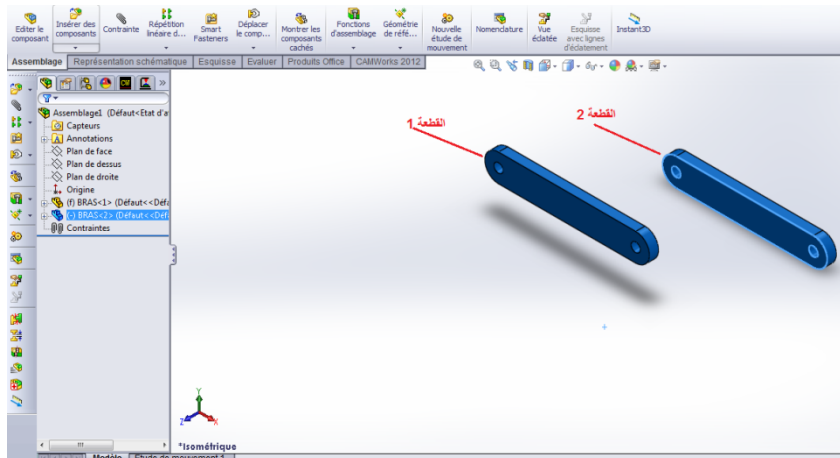 Editer le composant
Insérer des composants
Contrainte
Répétition linéaire d...
Smart Fasteners
Déplacer le comp...
Montrer les composants cachés
Fonctions d'assemblage
Géométrie de réfé...
Nouvelle étude de mouvement
Nomenclature
Vue éclatée
Esquisse avec lignes d'éclatement
Instant3D
Assemblage
Représentation schématique
Esquisse
Evaluer
Produits Office
CAMWorks 2012
Assemblage1 (Défaut<Etat d'a
Capteurs
Annotations
Plan de face
Plan de dessus
Plan de droite
Origine
(f) BRAS<1> (Défaut<<Défa
(-) BRAS<2> (Défaut<<Défa
Contraintes
القطعة 1
القطعة 2
Y
Z
X
*Isométrique
Modèle
Etude de mouvement 1